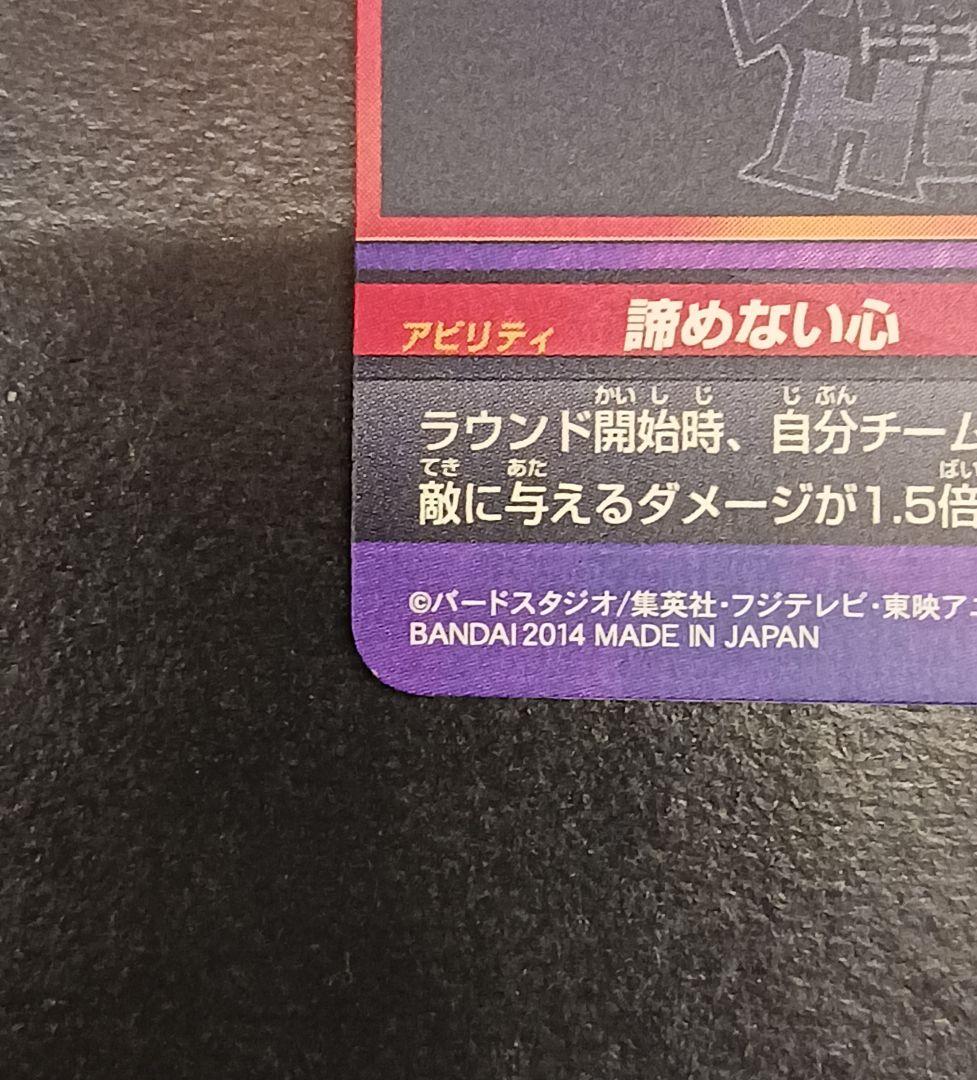 ドラゴ
HE
アビリティ 諦めない心
かいしじ じぶん
ラウンド開始時、自分チーム
てき あた ばい
敵に与えるダメージが1.5倍
©バードスタジオ/集英社・フジテレビ・東映アニ
BANDAI 2014 MADE IN JAPAN